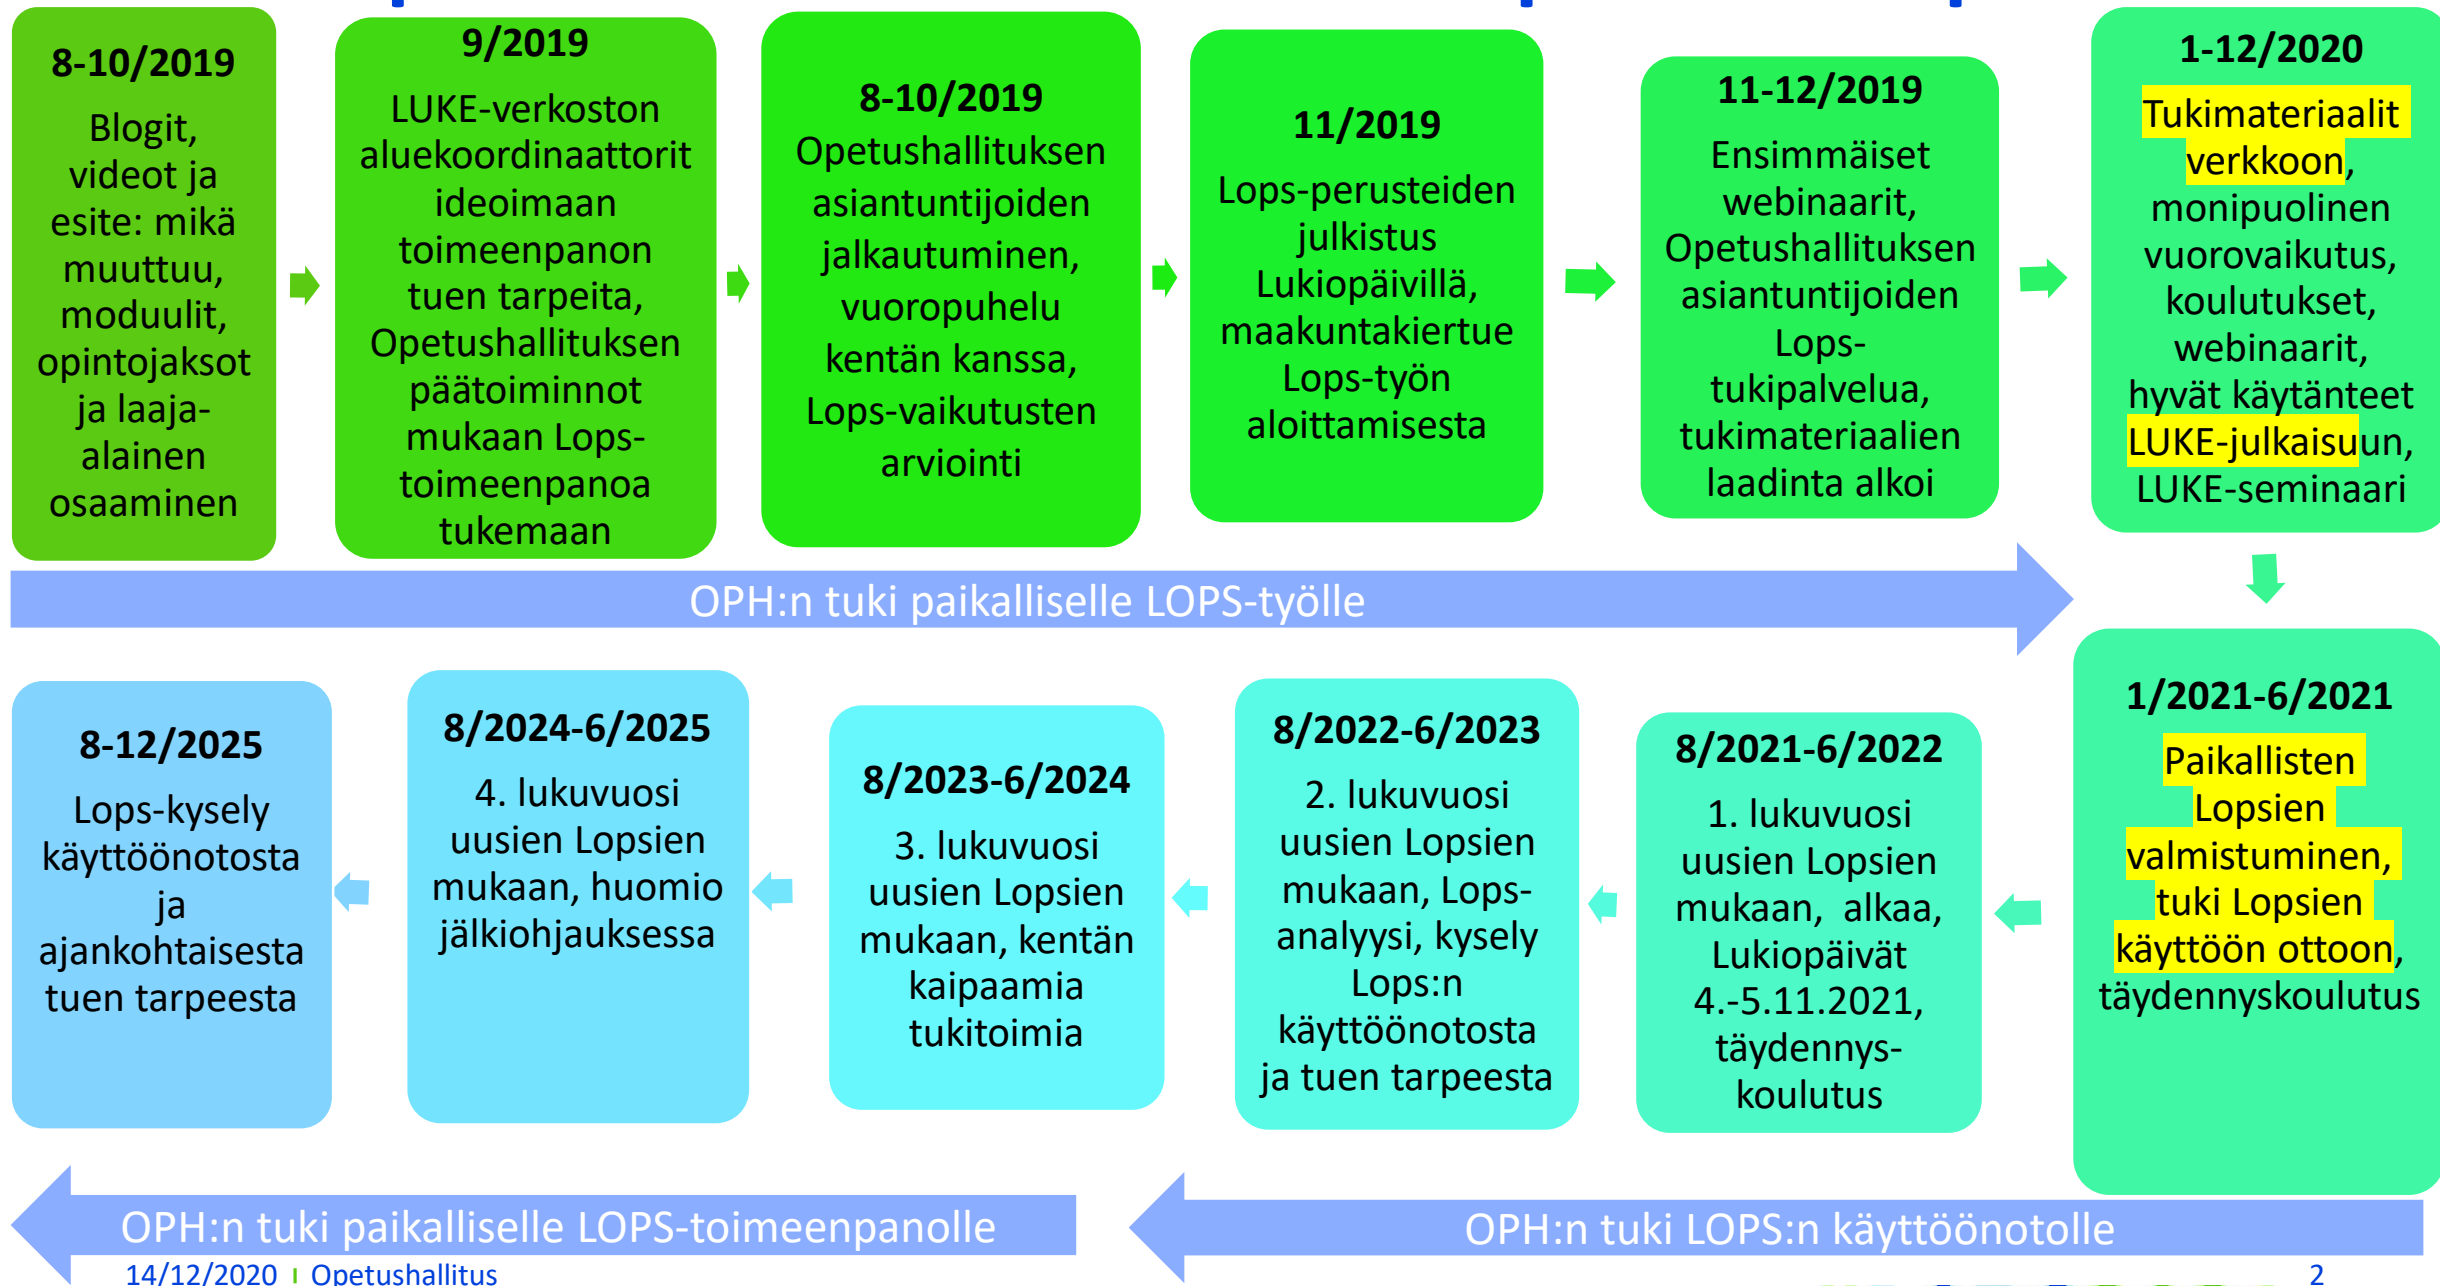 8-10/2019
Blogit,
videot ja
esite: mikä
muuttuu,
moduulit,
opintojaksot
ja laaja-
alainen
osaaminen
9/2019
LUKE-verkoston
aluekoordinaattorit
ideoimaan
toimeenpanon
tuen tarpeita,
Opetushallituksen
päätoiminnot
mukaan Lops-
toimeenpanoa
tukemaan
8-10/2019
Opetushallituksen
asiantuntijoiden
jalkautuminen,
vuoropuhelu
kentän kanssa,
Lops-vaikutusten
arviointi
11/2019
Lops-perusteiden
julkistus
Lukiopäivillä,
maakuntakiertue
Lops-työn
aloittamisesta
11-12/2019
Ensimmäiset
webinaarit,
Opetushallituksen
asiantuntijoiden
Lops-
tukipalvelua,
tukimateriaalien
laadinta alkoi
1-12/2020
Tukimateriaalit
verkkoon,
monipuolinen
vuorovaikutus,
koulutukset,
webinaarit,
hyvät käytänteet
LUKE-julkaisuun,
LUKE-seminaari
OPH:n tuki paikalliselle LOPS-työlle
1/2021-6/2021
Paikallisten
Lopsien
valmistuminen,
tuki Lopsien
käyttöön ottoon,
täydennyskoulutus
8/2021-6/2022
1. lukuvuosi
uusien Lopsien
mukaan, alkaa,
Lukiopäivät
4.-5.11.2021,
täydennys-
koulutus
8/2022-6/2023
2. lukuvuosi
uusien Lopsien
mukaan, Lops-
analyysi, kysely
Lops:n
käyttöönotosta
ja tuen tarpeesta
8/2023-6/2024
3. lukuvuosi
uusien Lopsien
mukaan, kentän
kaipaamia
tukitoimia
8/2024-6/2025
4. lukuvuosi
uusien Lopsien
mukaan, huomio
jälkiohjauksessa
8-12/2025
Lops-kysely
käyttöönotosta
ja
ajankohtaisesta
tuen tarpeesta
OPH:n tuki LOPS:n käyttöönotolle
OPH:n tuki paikalliselle LOPS-toimeenpanolle
14/12/2020 Opetushallitus
2